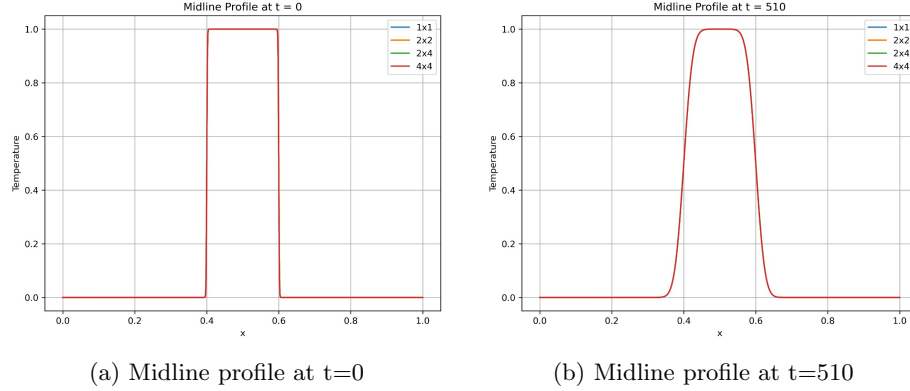 Midline Profile at t = 0
1x1
2x2
2x4
4x4
1.0
0.8
0.6
0.4
0.2
0.0
Temperature
0.0 0.2 0.4 0.6 0.8 1.0
x
(a) Midline profile at t=0
Midline Profile at t = 510
1x1
2x2
2x4
4x4
1.0
0.8
0.6
0.4
0.2
0.0
Temperature
0.0 0.2 0.4 0.6 0.8 1.0
x
(b) Midline profile at t=510